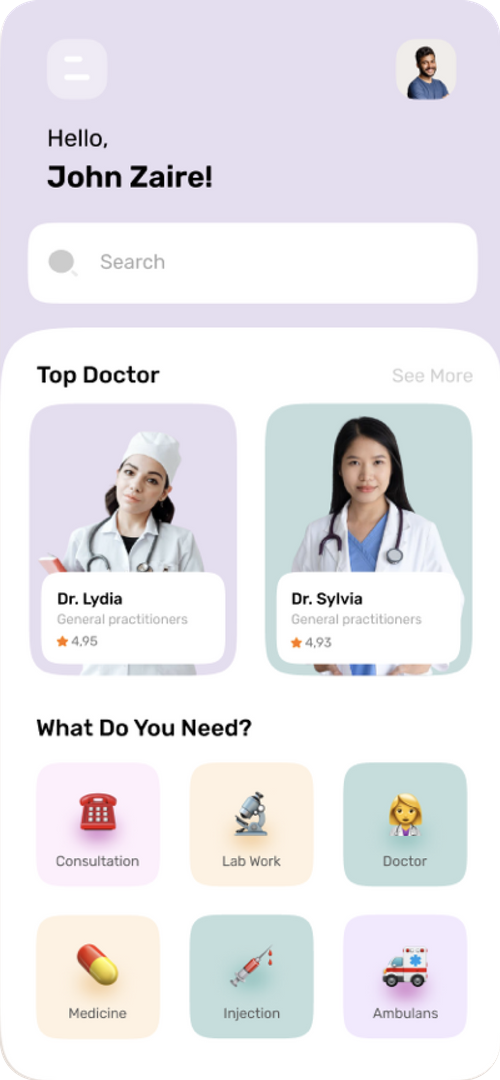 Hello,
John Zaire!
Search
Top Doctor
See More
Dr. Lydia
General practitioners
4,95
Dr. Sylvia
General practitioners
4,93
What Do You Need?
Consultation
Lab Work
Doctor
Medicine
Injection
Ambulans